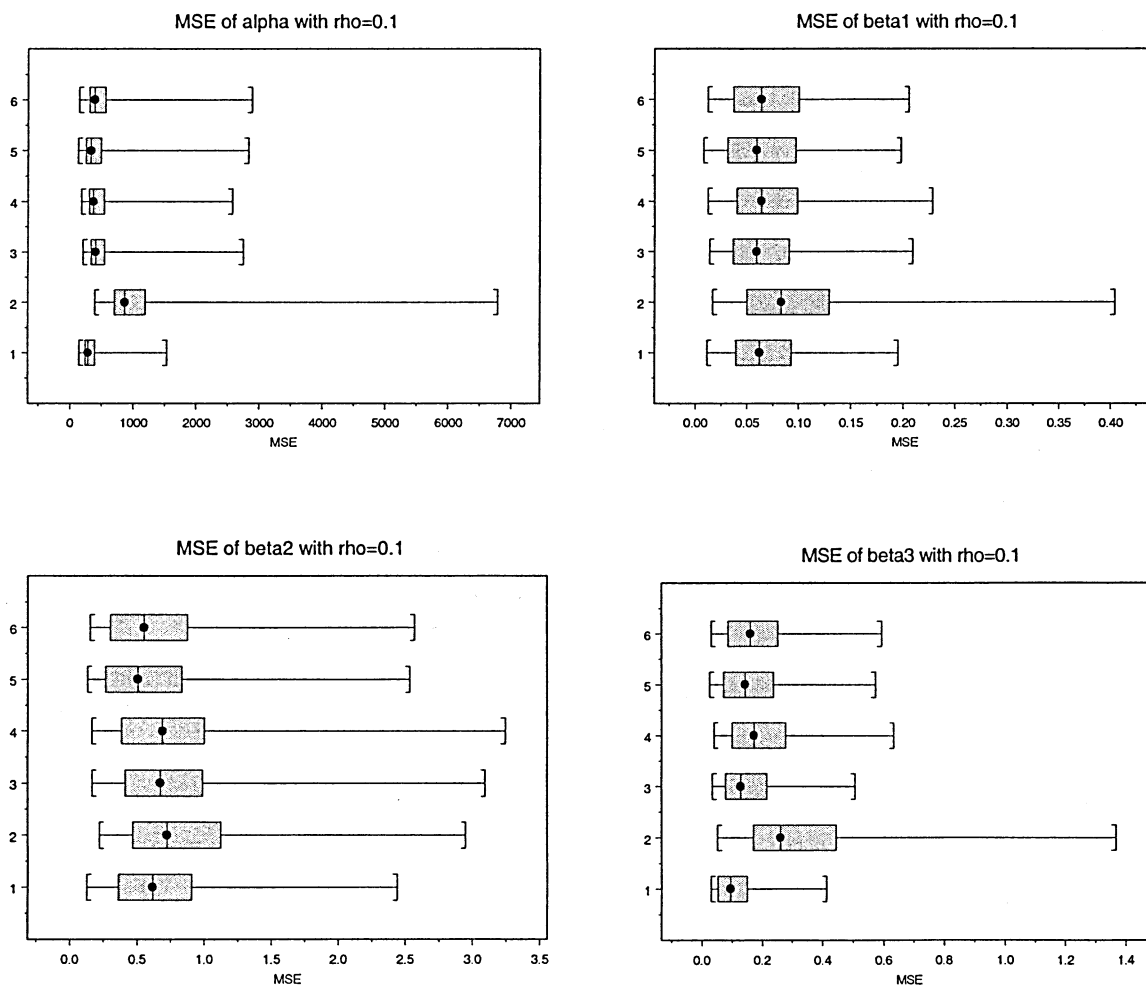 MSE of alpha with rho=0.1
6
5
4
3
2
1
0 1000 2000 3000 4000 5000 6000 7000
MSE
MSE of beta1 with rho=0.1
6
5
4
3
2
1
0.00 0.05 0.10 0.15 0.20 0.25 0.30 0.35 0.40
MSE
MSE of beta2 with rho=0.1
6
5
4
3
2
1
0.0 0.5 1.0 1.5 2.0 2.5 3.0 3.5
MSE
MSE of beta3 with rho=0.1
6
5
4
3
2
1
0.0 0.2 0.4 0.6 0.8 1.0 1.2 1.4
MSE